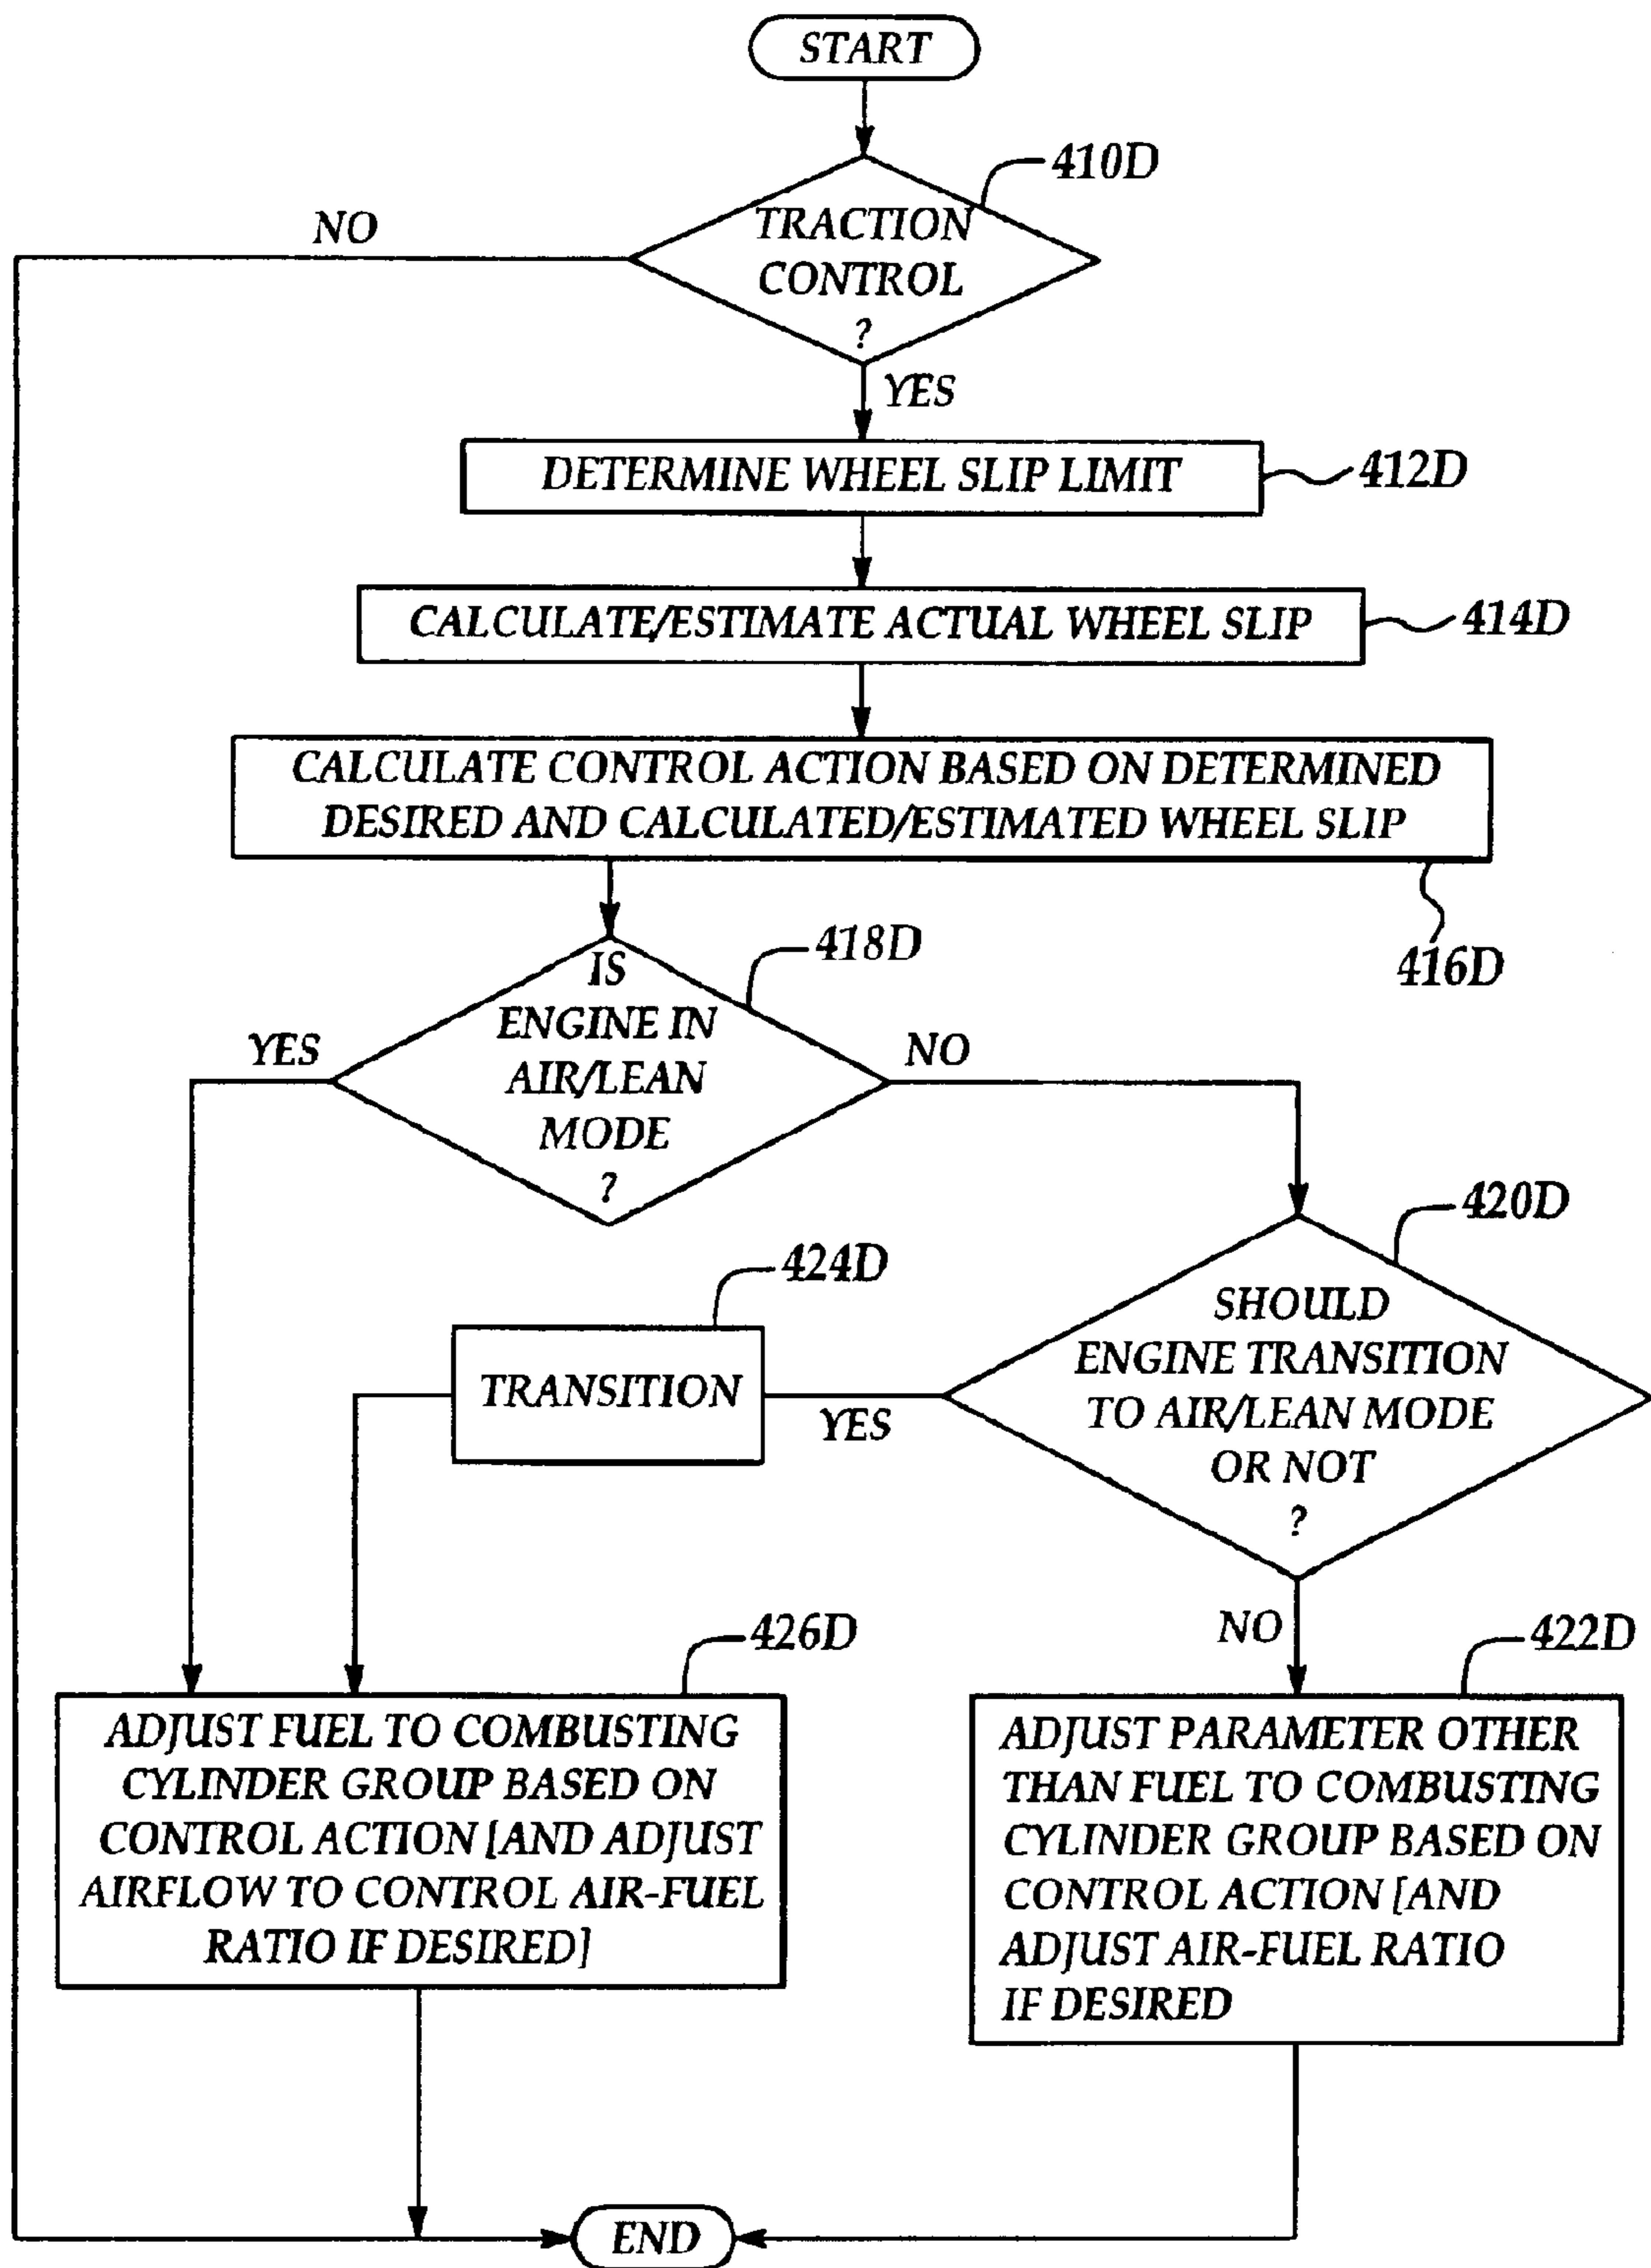 START
410D
TRACTION
CONTROL
?
NO
YES
DETERMINE WHEEL SLIP LIMIT
412D
CALCULATE/ESTIMATE ACTUAL WHEEL SLIP
414D
CALCULATE CONTROL ACTION BASED ON DETERMINED
DESIRED AND CALCULATED/ESTIMATED WHEEL SLIP
416D
418D
IS
ENGINE IN
AIR/LEAN
MODE
?
YES
NO
420D
SHOULD
ENGINE TRANSITION
TO AIR/LEAN MODE
OR NOT
?
424D
TRANSITION
YES
NO
426D
ADJUST FUEL TO COMBUSTING
CYLINDER GROUP BASED ON
CONTROL ACTION [AND ADJUST
AIRFLOW TO CONTROL AIR-FUEL
RATIO IF DESIRED]
422D
ADJUST PARAMETER OTHER
THAN FUEL TO COMBUSTING
CYLINDER GROUP BASED ON
CONTROL ACTION [AND
ADJUST AIR-FUEL RATIO
IF DESIRED
END